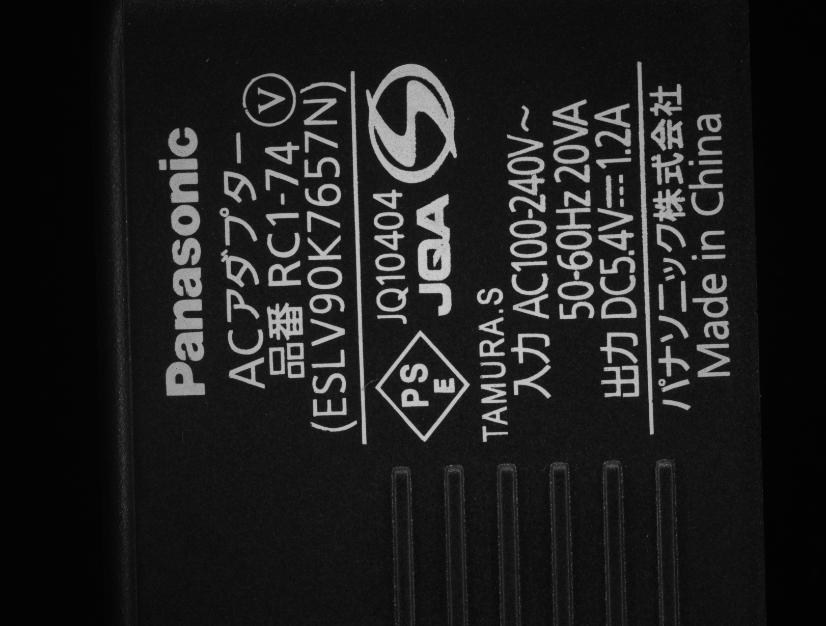 Panasonic
ACアダプター
品番 RC1-74 Ⓥ
(ESLV90K7657N)
JQ10404
JQA
PS
E
TAMURA.S
入力 AC100-240V～
50-60Hz 20VA
出力 DC5.4V⎓1.2A
パナソニック株式会社
Made in China